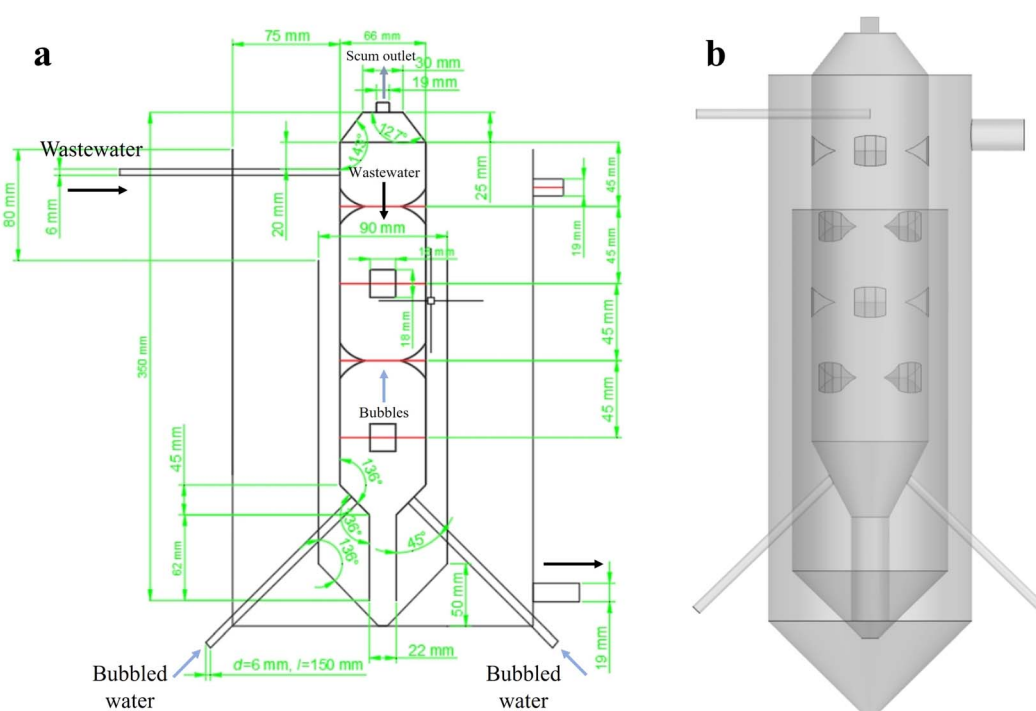 a
b
75 mm
66 mm
Scum outlet
30 mm
19 mm
127°
Wastewater
Wastewater
80 mm
6 mm
20 mm
25 mm
45 mm
19 mm
90 mm
45 mm
18 mm
350 mm
45 mm
45 mm
Bubbles
45 mm
136°
136°
45°
62 mm
50 mm
19 mm
22 mm
d=6 mm, l=150 mm
Bubbled
water
Bubbled
water